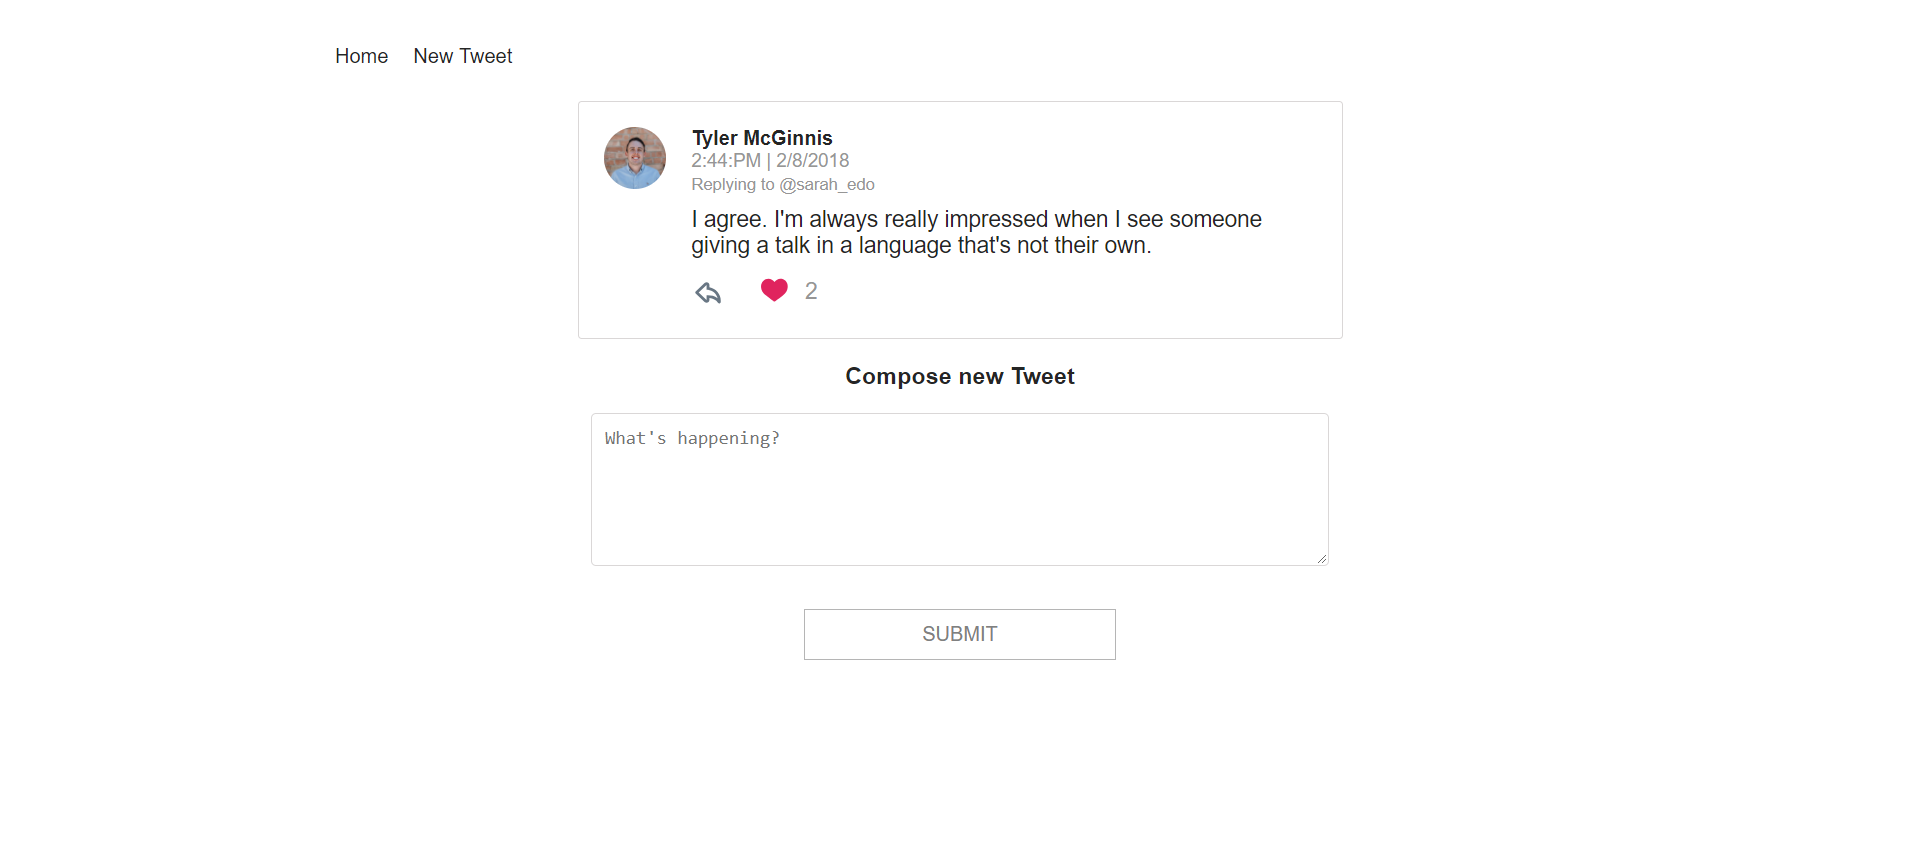 Home New Tweet
Tyler McGinnis
2:44:PM | 2/8/2018
Replying to @sarah_edo
I agree. I'm always really impressed when I see someone
giving a talk in a language that's not their own.
2
Compose new Tweet
What's happening?
SUBMIT